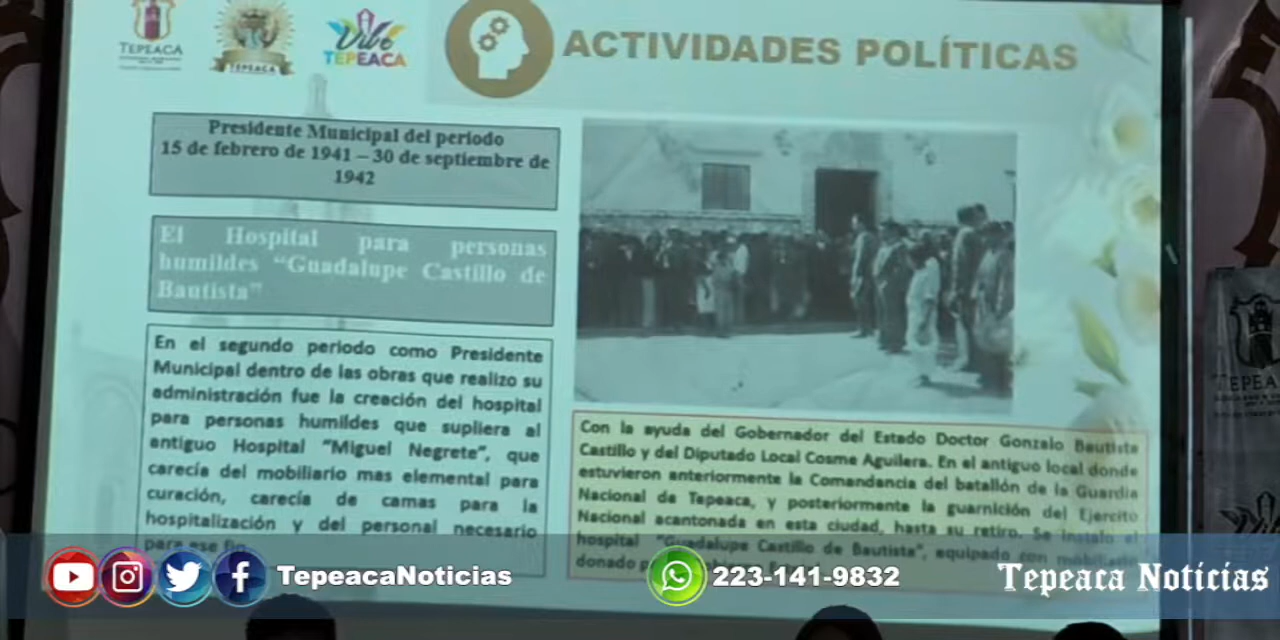 TEPEACA
TEPEACA
Vive
TEPEACA
ACTIVIDADES POLÍTICAS
Presidente Municipal del periodo
15 de febrero de 1941 – 30 de septiembre de
1942
El Hospital para personas
humildes “Guadalupe Castillo de
Bautista”
En el segundo periodo como Presidente
Municipal dentro de las obras que realizo su
administración fue la creación del hospital
para personas humildes que supliera al
antiguo Hospital “Miguel Negrete”, que
carecía del mobiliario mas elemental para
curación, carecía de camas para la
hospitalización y del personal necesario
para ese fin.
Con la ayuda del Gobernador del Estado Doctor Gonzalo Bautista
Castillo y del Diputado Local Cosme Aguilera. En el antiguo local donde
estuvieron anteriormente la Comandancia del batallón de la Guardia
Nacional da Tepeaca, y posteriormente la guarnición del Ejercito
Nacional acantonada en esta ciudad, hasta su retiro. Se instalo el
hospital “Guadalupe Castillo de Bautista”, equipado con mobiliario
donado
TepeacaNoticias
223-141-9832
Tepeaca Noticias
TEPEACA